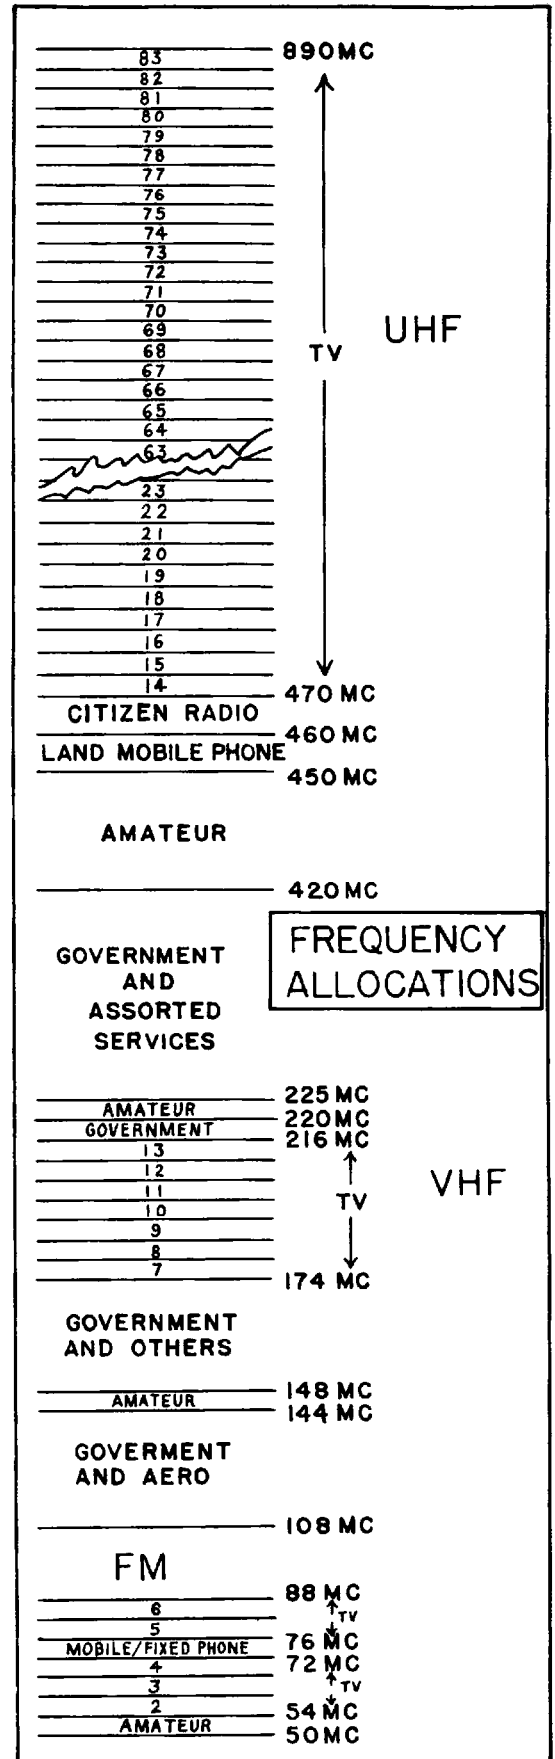 890 MC
83
82
81
80
79
78
77
76
75
74
73
72
71
70
69
UHF
68
TV
67
66
65
64
63
23
22
21
20
19
18
17
16
15
14
470 MC
CITIZEN RADIO
460 MC
LAND MOBILE PHONE
450 MC
AMATEUR
420 MC
FREQUENCY
ALLOCATIONS
GOVERNMENT
AND
ASSORTED
SERVICES
225 MC
AMATEUR
220 MC
GOVERNMENT
216 MC
13
12
VHF
11
TV
10
9
8
7
174 MC
GOVERNMENT
AND OTHERS
148 MC
AMATEUR
144 MC
GOVERMENT
AND AERO
108 MC
FM
88 MC
6
TV
5
76 MC
MOBILE/FIXED PHONE
72 MC
4
3
TV
2
54 MC
AMATEUR
50 MC